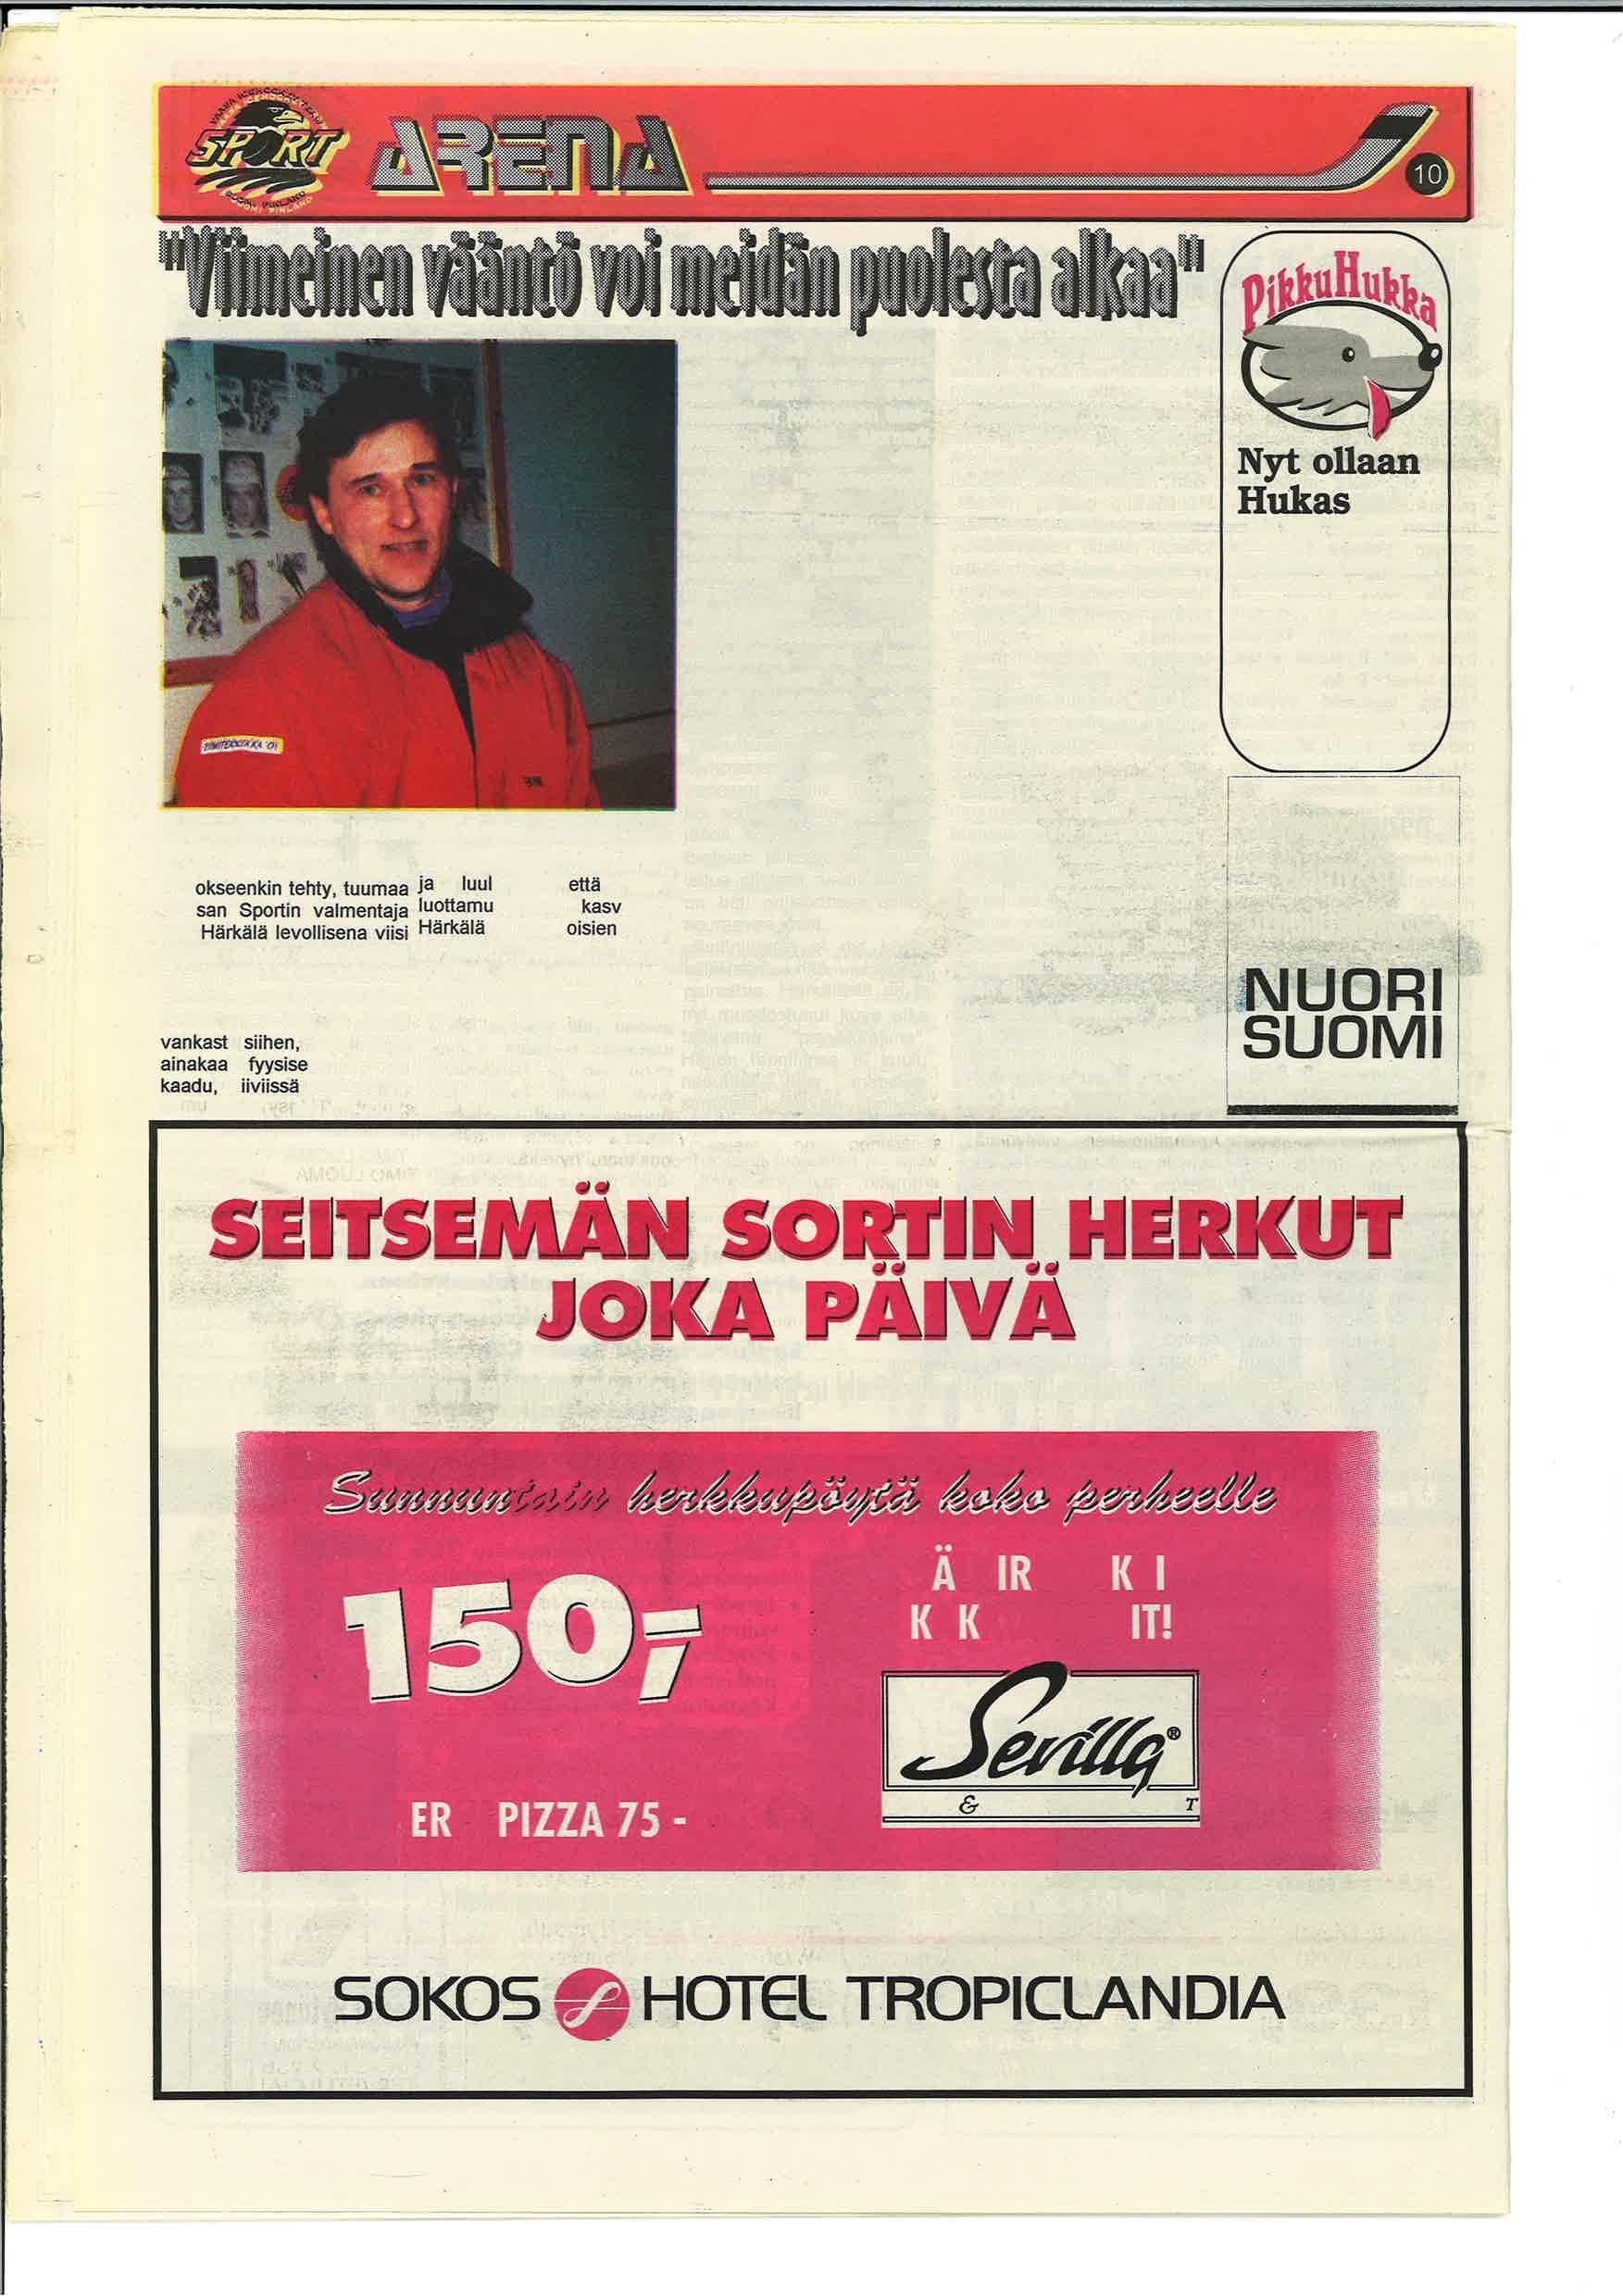 SPORT
ARENA
10
"Viimeinen vääntö voi meidän puolesta alkaa"
PikkuHukka
Nyt ollaan
Hukas
okseenkin tehty, tuumaa
san Sportin valmentaja
Härkälä levollisena viisi
ja luul että
luottamu kasv
Härkälä oisien
vankast siihen,
ainakaa fyysise
kaadu, iiviissä
NUORI
SUOMI
SEITSEMÄN SORTIN HERKUT
JOKA PÄIVÄ
Sunnuntain herkkupöytä koko perheelle
150,-
Ä IR K I
K K IT!
Sevilla®
& T
ER PIZZA 75 -
SOKOS HOTEL TROPICLANDIA